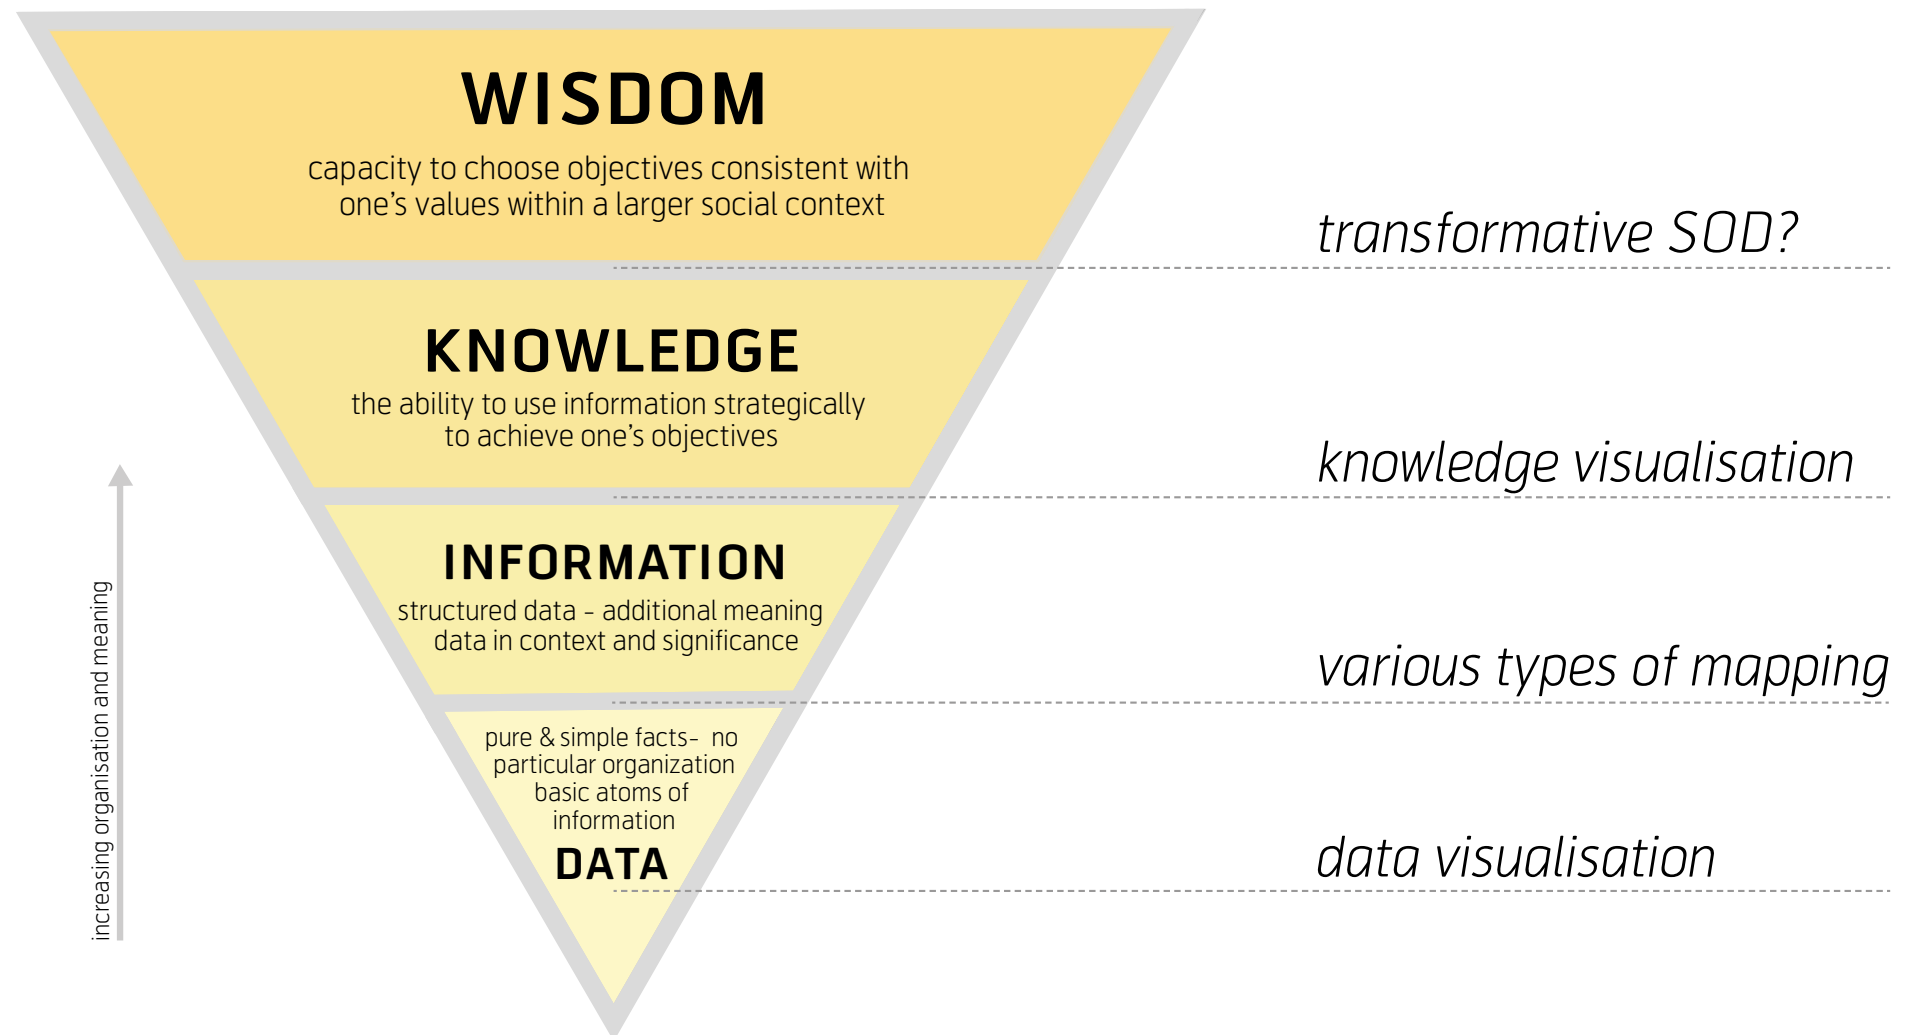 WISDOM
capacity to choose objectives consistent with
one's values within a larger social context
transformative SOD?
KNOWLEDGE
the ability to use information strategically
to achieve one's objectives
knowledge visualisation
INFORMATION
structured data - additional meaning
data in context and significance
various types of mapping
pure & simple facts- no
particular organization
basic atoms of
information
DATA
data visualisation
increasing organisation and meaning